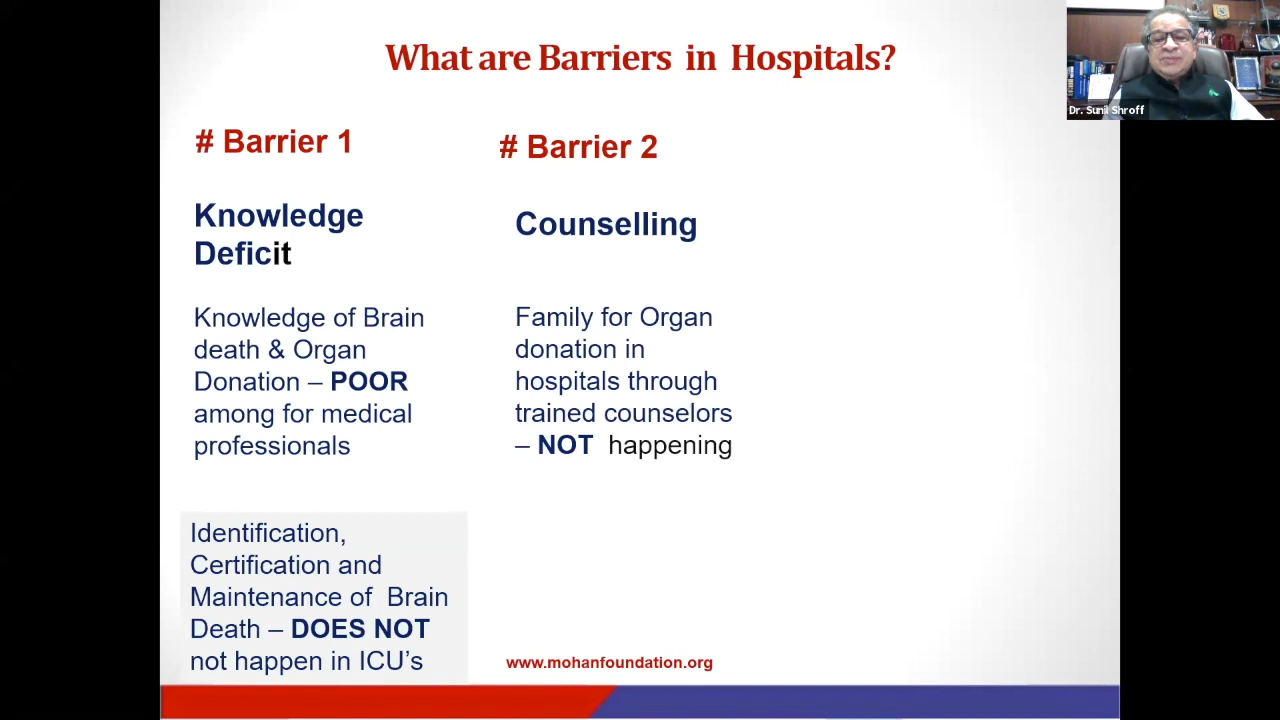 What are Barriers in Hospitals?
# Barrier 1
Knowledge
Deficit
Knowledge of Brain
death & Organ
Donation – POOR
among for medical
professionals
Identification,
Certification and
Maintenance of Brain
Death – DOES NOT
not happen in ICU's
# Barrier 2
Counselling
Family for Organ
donation in
hospitals through
trained counselors
– NOT happening
www.mohanfoundation.org
Dr. Sunil Shroff